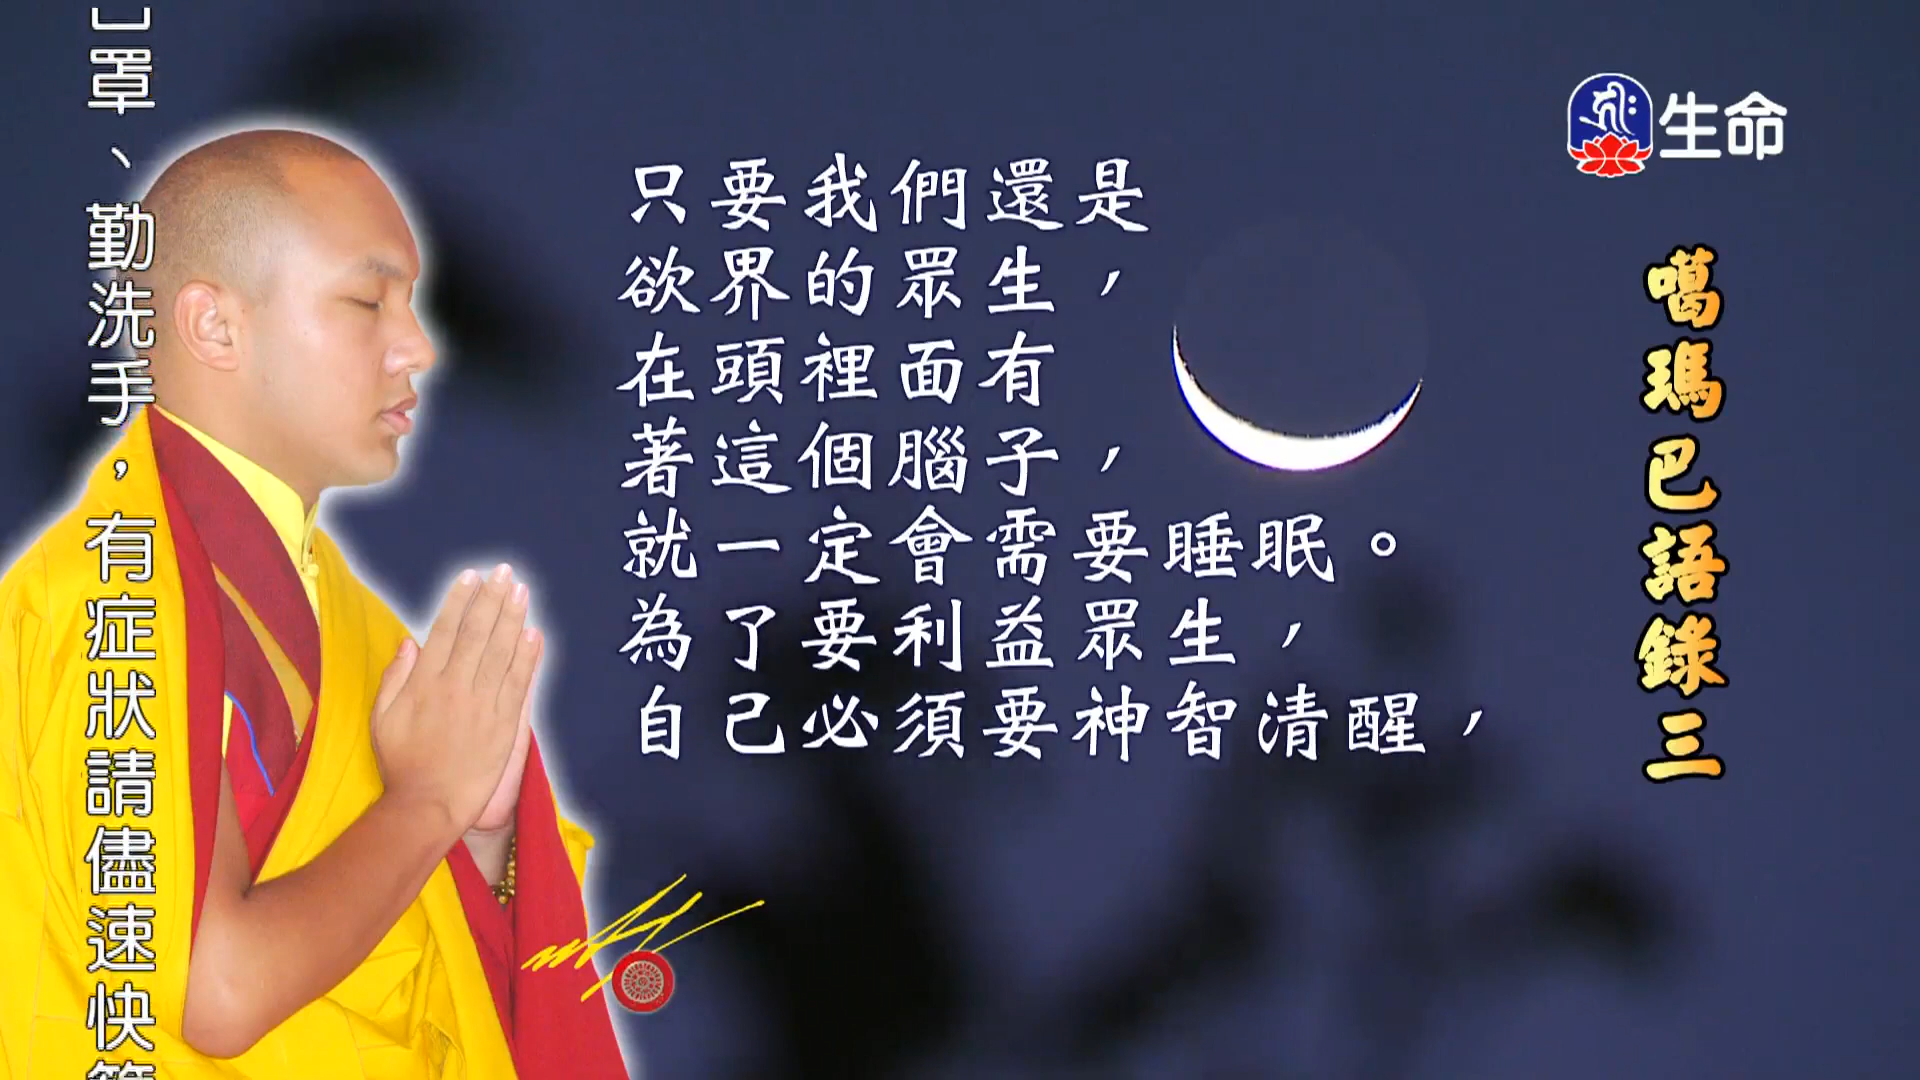 生命
噶瑪巴語錄三
只要我們還是
欲界的眾生，
在頭裡面有
著這個腦子，
就一定會需要睡眠。
為了要利益眾生，
自己必須要神智清醒，
罩、勤洗手，有症狀請儘速快